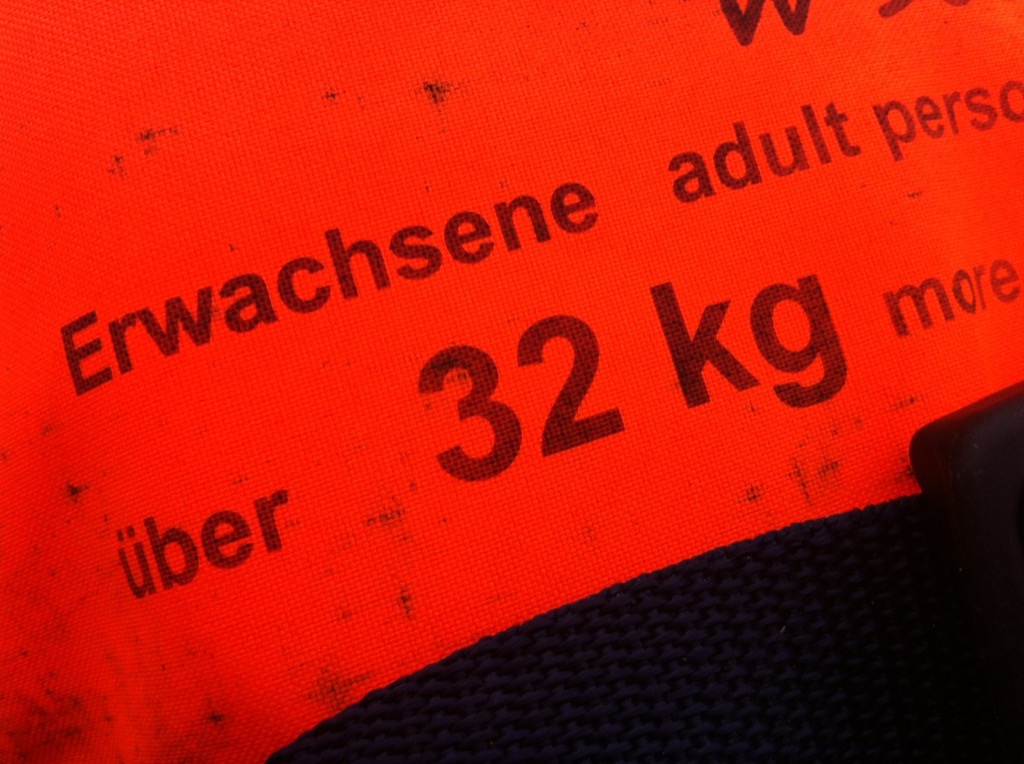 Erwachsene adult perso
über 32 kg more